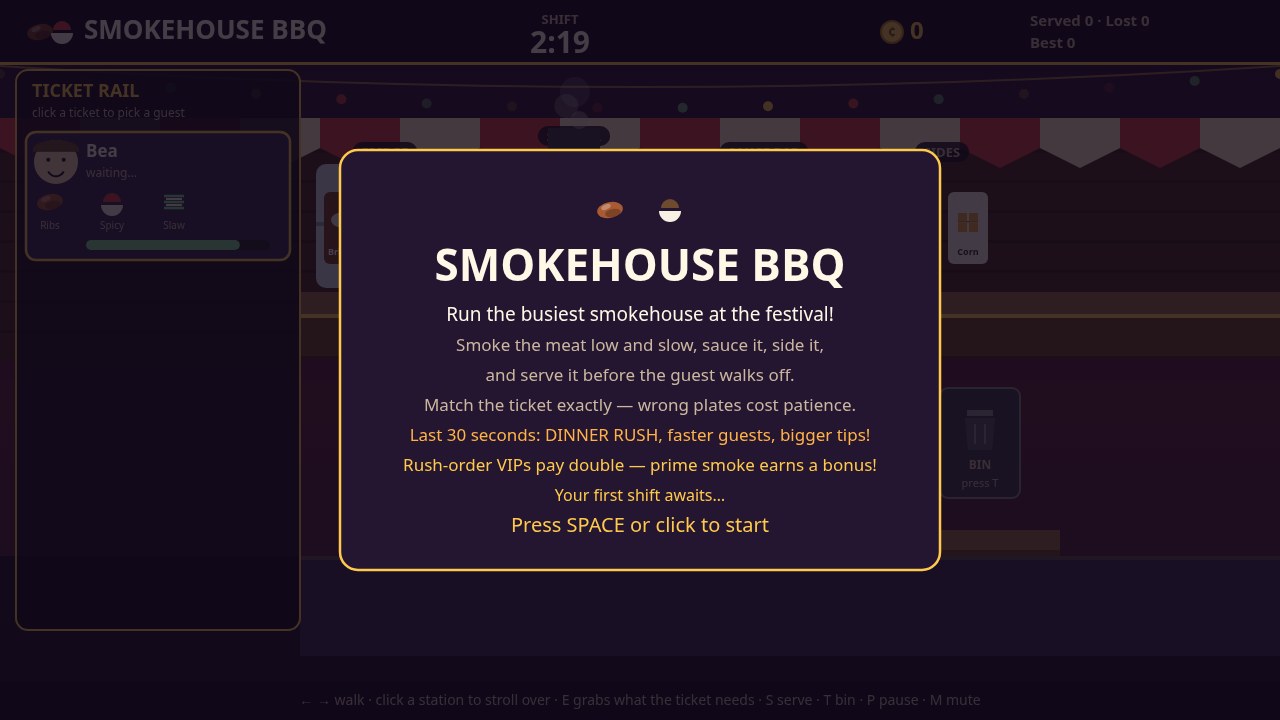 SMOKEHOUSE BBQ
SHIFT
2:19
0
Served 0 · Lost 0
Best 0
TICKET RAIL
click a ticket to pick a guest
Bea
waiting...
Ribs
Spicy
Slaw
Corn
SMOKEHOUSE BBQ
Run the busiest smokehouse at the festival!
Smoke the meat low and slow, sauce it, side it,
and serve it before the guest walks off.
Match the ticket exactly — wrong plates cost patience.
Last 30 seconds: DINNER RUSH, faster guests, bigger tips!
Rush-order VIPs pay double — prime smoke earns a bonus!
Your first shift awaits...
Press SPACE or click to start
BIN
press T
← → walk · click a station to stroll over · E grabs what the ticket needs · S serve · T bin · P pause · M mute